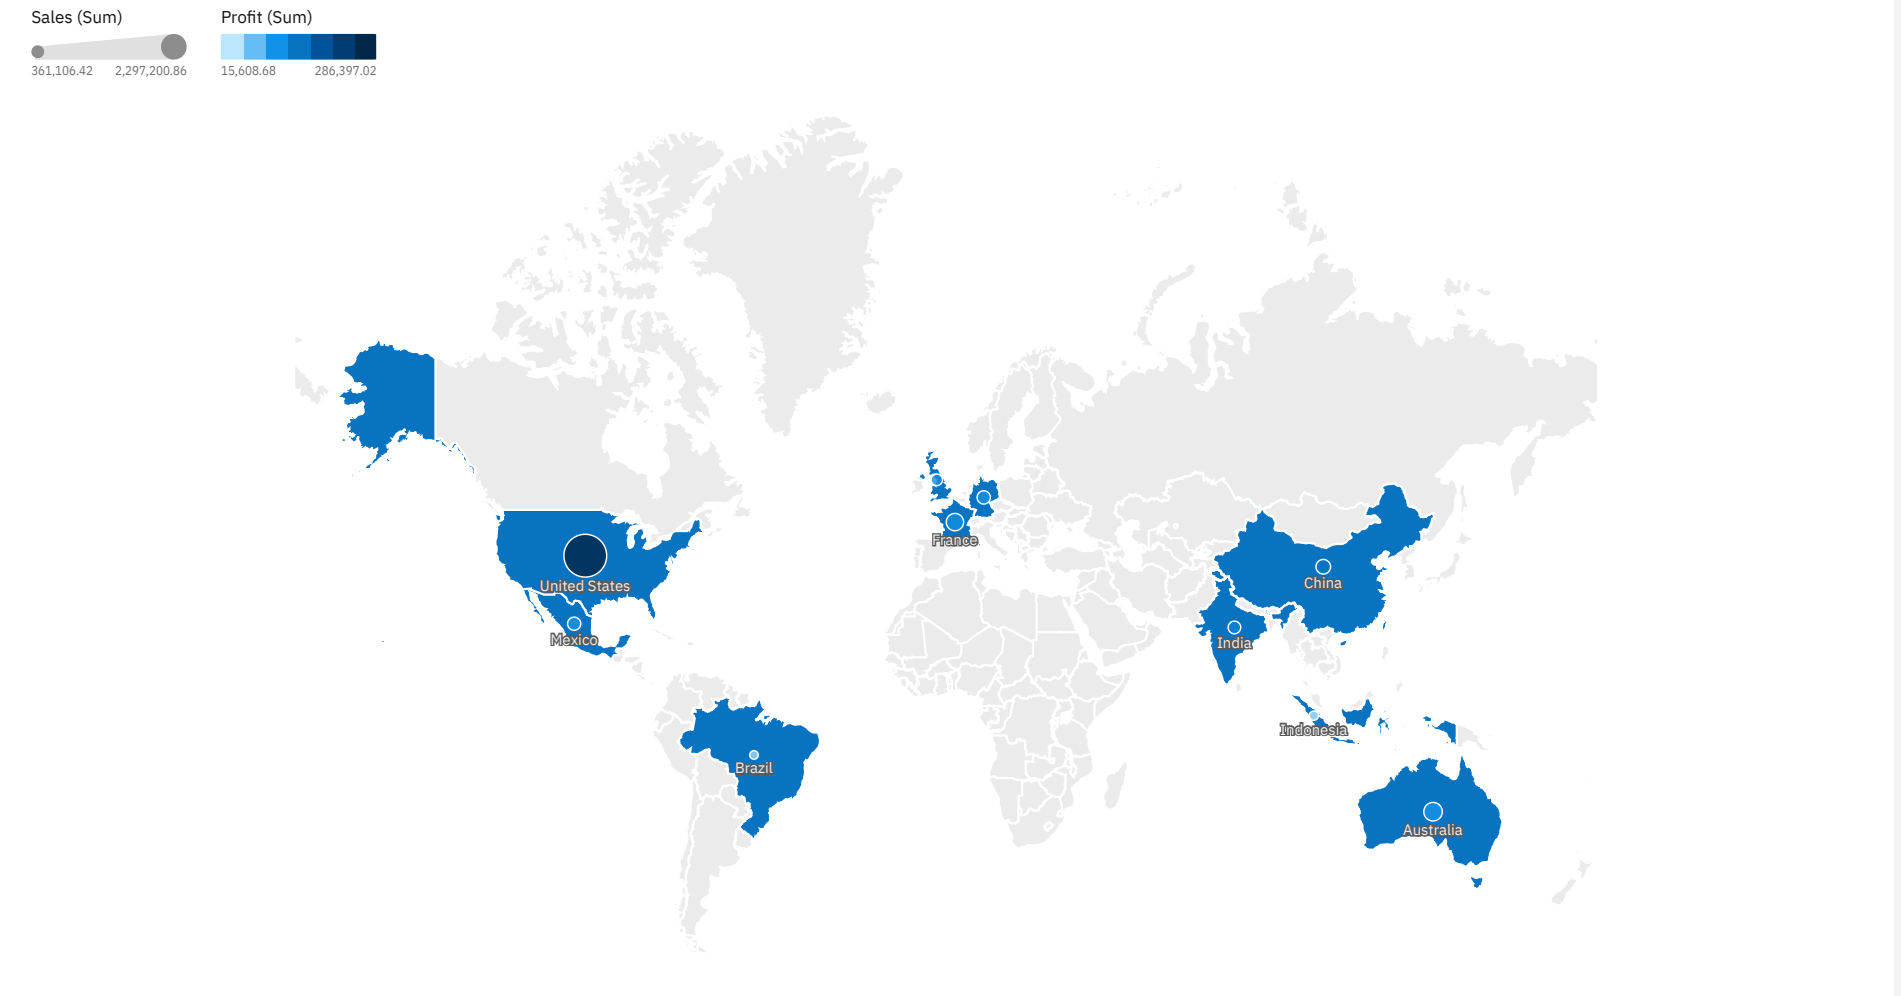 Sales (Sum)
361,106.42 2,297,200.86
Profit (Sum)
15,608.68 286,397.02
France
United States
China
Mexico
India
Indonesia
Brazil
Australia